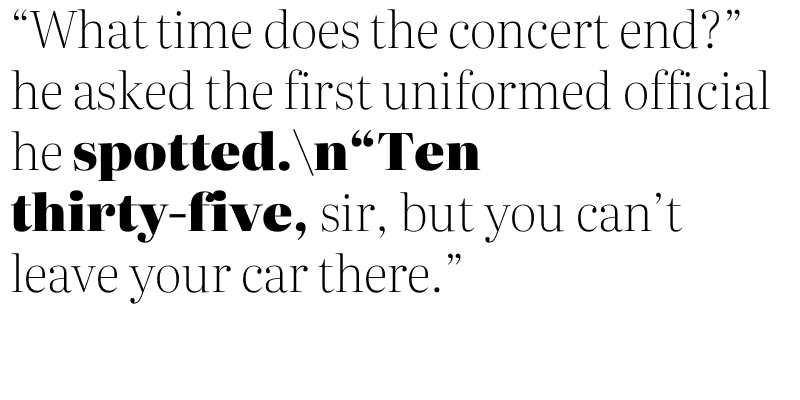 “What time does the concert end?”
he asked the first uniformed official
he spotted.\n“Ten
thirty-five, sir, but you can’t
leave your car there.”